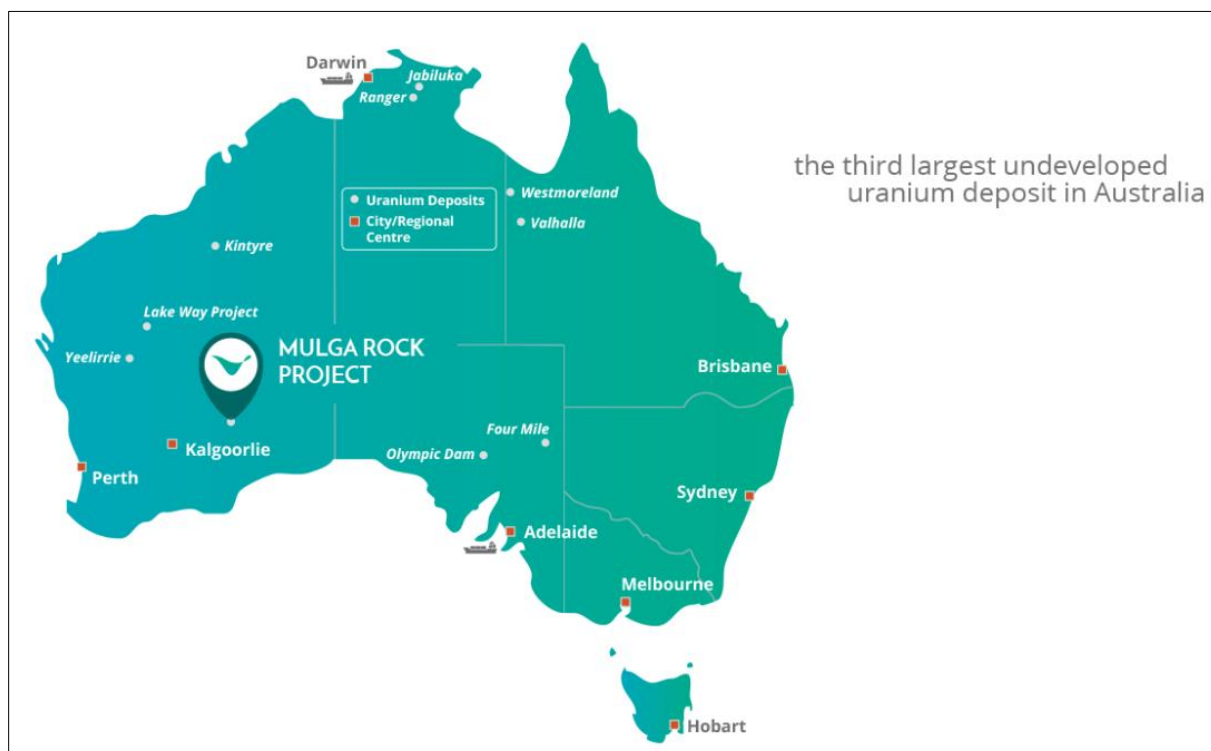 Darwin
Jabiluka
Ranger
the third largest undeveloped
uranium deposit in Australia
Uranium Deposits
City/Regional
Centre
Westmoreland
Valhalla
Kintyre
Lake Way Project
Yeelirrie
MULGA ROCK
PROJECT
Brisbane
Four Mile
Kalgoorlie
Olympic Dam
Perth
Sydney
Adelaide
Melbourne
Hobart